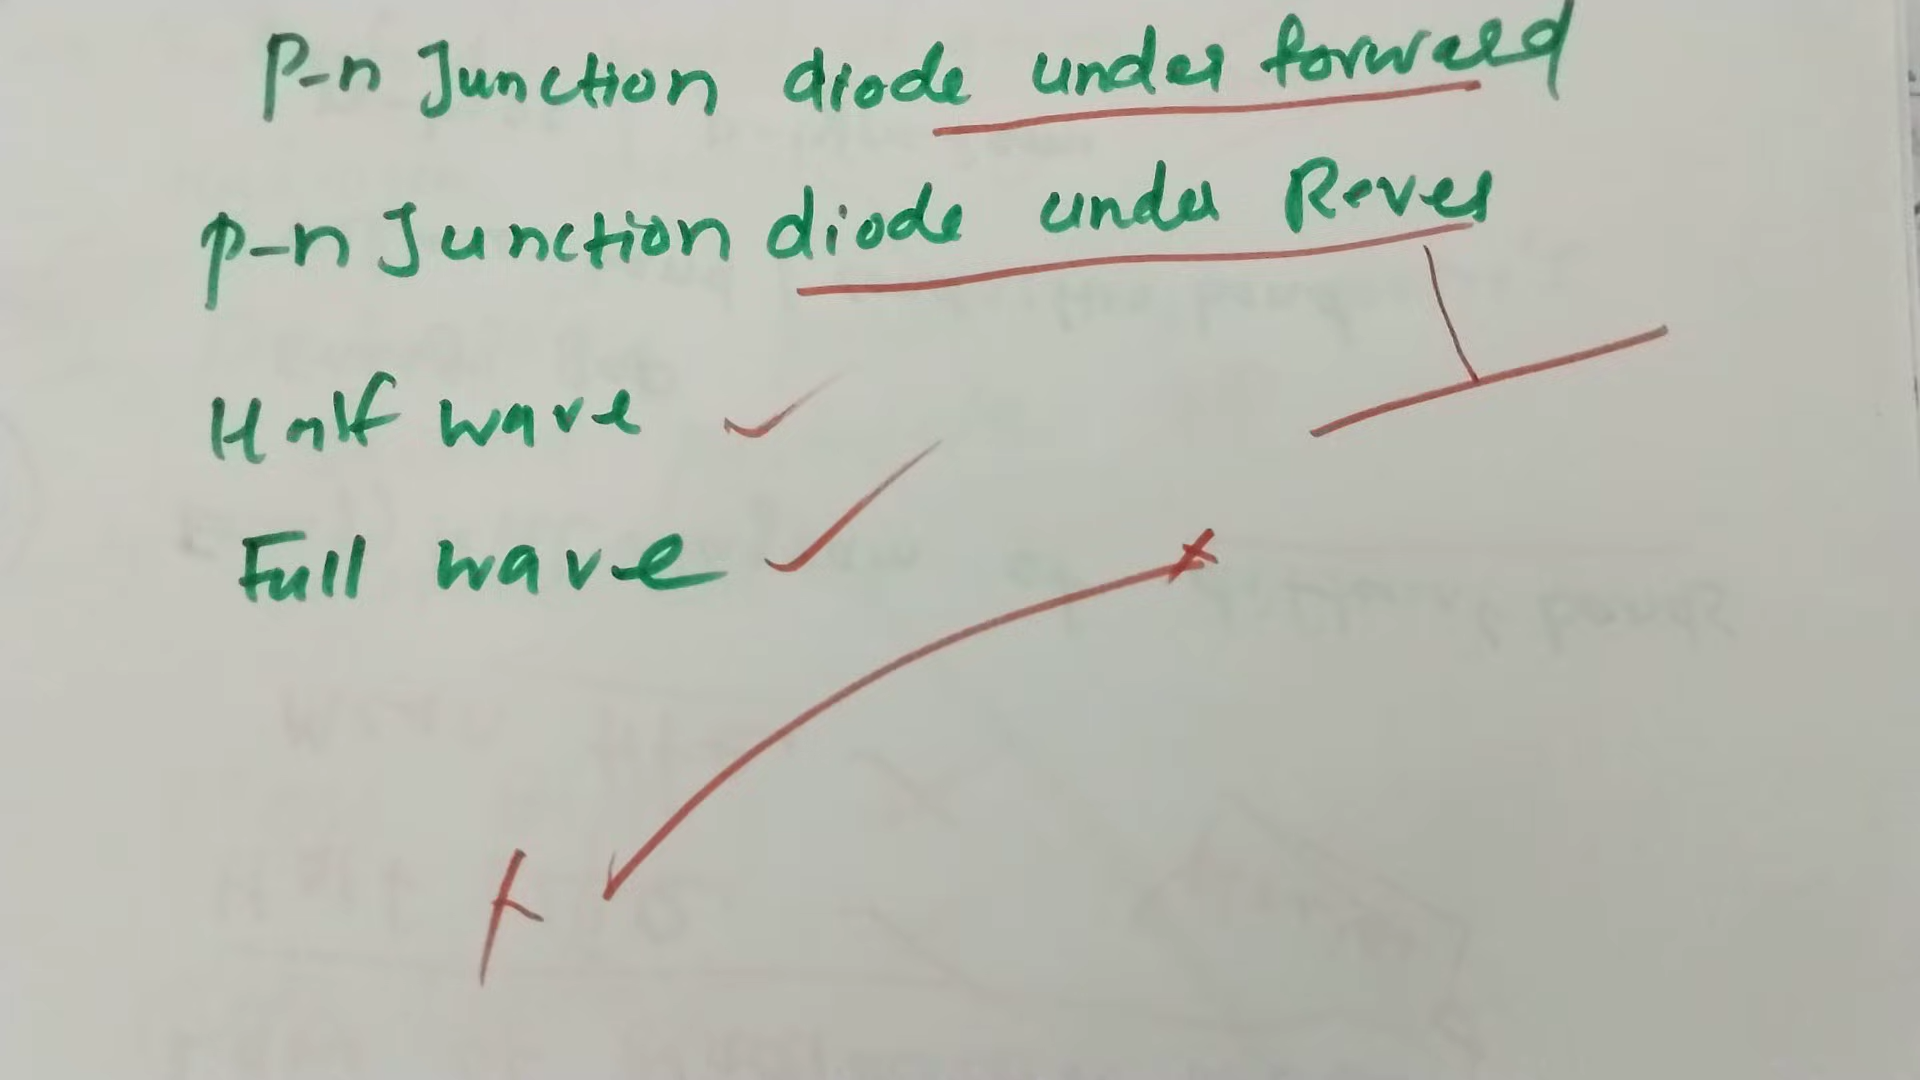 P-n Junction diode under forward
p-n Junction diode under Rever
Half wave
Full wave